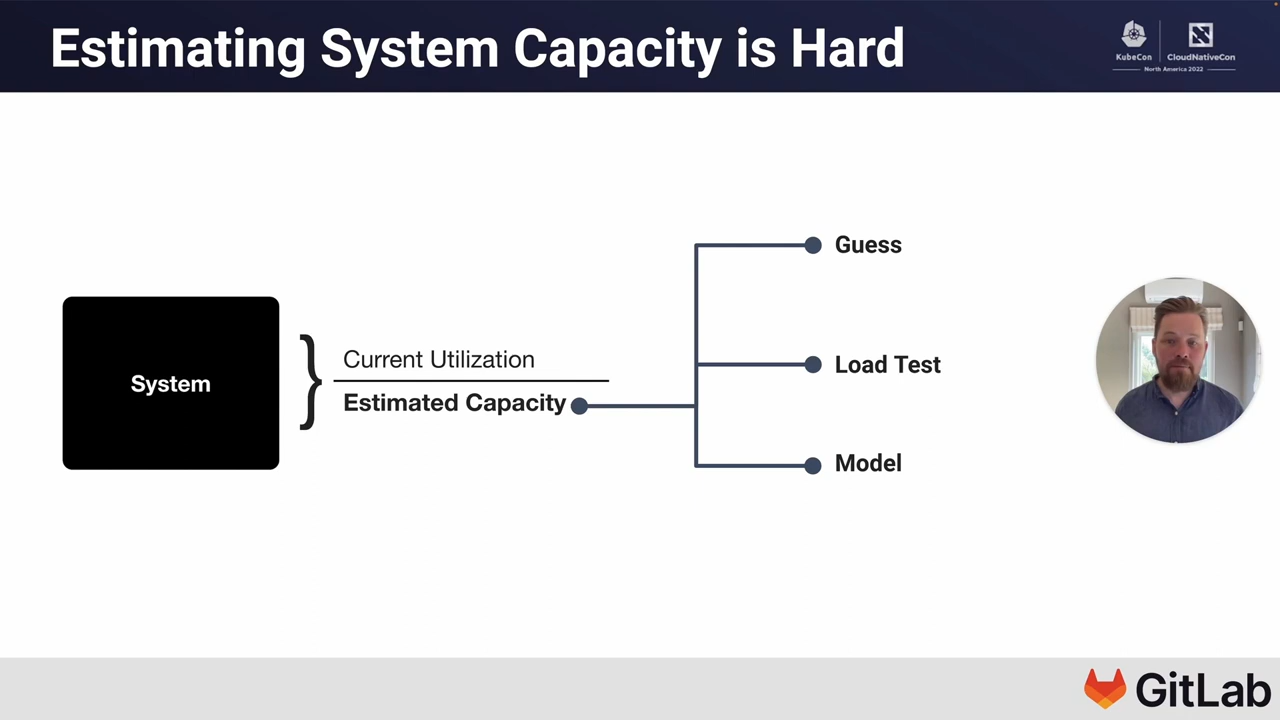 Estimating System Capacity is Hard
KubeCon
CloudNativeCon
North America 2022
System
}
Current Utilization
Estimated Capacity
Guess
Load Test
Model
GitLab